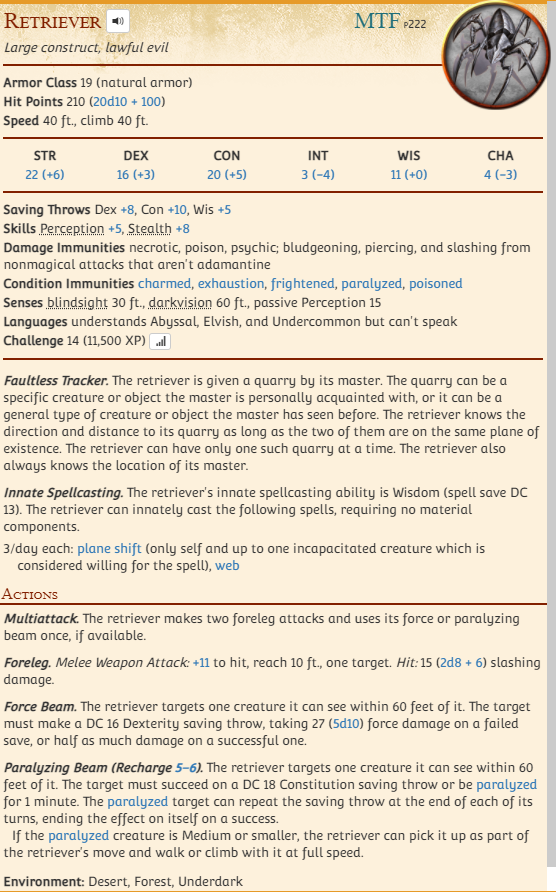 Retriever MTF p222
Large construct, lawful evil
Armor Class 19 (natural armor)
Hit Points 210 (20d10 + 100)
Speed 40 ft., climb 40 ft.
STR DEX CON INT WIS CHA
22 (+6) 16 (+3) 20 (+5) 3 (−4) 11 (+0) 4 (−3)
Saving Throws Dex +8, Con +10, Wis +5
Skills Perception +5, Stealth +8
Damage Immunities necrotic, poison, psychic; bludgeoning, piercing, and slashing from
nonmagical attacks that aren't adamantine
Condition Immunities charmed, exhaustion, frightened, paralyzed, poisoned
Senses blindsight 30 ft., darkvision 60 ft., passive Perception 15
Languages understands Abyssal, Elvish, and Undercommon but can't speak
Challenge 14 (11,500 XP)
Faultless Tracker. The retriever is given a quarry by its master. The quarry can be a
specific creature or object the master is personally acquainted with, or it can be a
general type of creature or object the master has seen before. The retriever knows the
direction and distance to its quarry as long as the two of them are on the same plane of
existence. The retriever can have only one such quarry at a time. The retriever also
always knows the location of its master.
Innate Spellcasting. The retriever's innate spellcasting ability is Wisdom (spell save DC
13). The retriever can innately cast the following spells, requiring no material
components.
3/day each: plane shift (only self and up to one incapacitated creature which is
considered willing for the spell), web
Actions
Multiattack. The retriever makes two foreleg attacks and uses its force or paralyzing
beam once, if available.
Foreleg. Melee Weapon Attack: +11 to hit, reach 10 ft., one target. Hit: 15 (2d8 + 6) slashing
damage.
Force Beam. The retriever targets one creature it can see within 60 feet of it. The target
must make a DC 16 Dexterity saving throw, taking 27 (5d10) force damage on a failed
save, or half as much damage on a successful one.
Paralyzing Beam (Recharge 5–6). The retriever targets one creature it can see within 60
feet of it. The target must succeed on a DC 18 Constitution saving throw or be paralyzed
for 1 minute. The paralyzed target can repeat the saving throw at the end of each of its
turns, ending the effect on itself on a success.
If the paralyzed creature is Medium or smaller, the retriever can pick it up as part of
the retriever's move and walk or climb with it at full speed.
Environment: Desert, Forest, Underdark